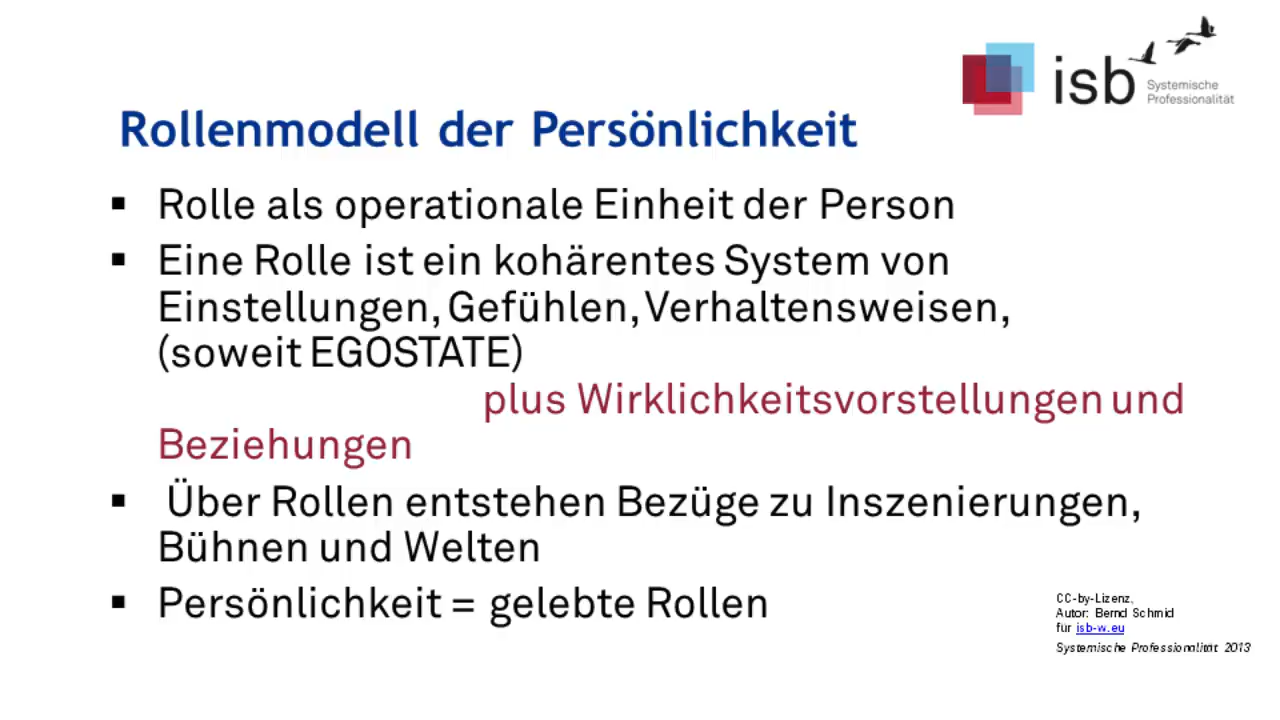 isb
Systemische
Professionalität
Rollenmodell der Persönlichkeit
▪ Rolle als operationale Einheit der Person
▪ Eine Rolle ist ein kohärentes System von
Einstellungen, Gefühlen, Verhaltensweisen,
(soweit EGOSTATE)
plus Wirklichkeitsvorstellungen und
Beziehungen
▪ Über Rollen entstehen Bezüge zu Inszenierungen,
Bühnen und Welten
▪ Persönlichkeit = gelebte Rollen
CC-by-Lizenz,
Autor: Bernd Schmid
für isb-w.eu
Systemische Professionalität 2013